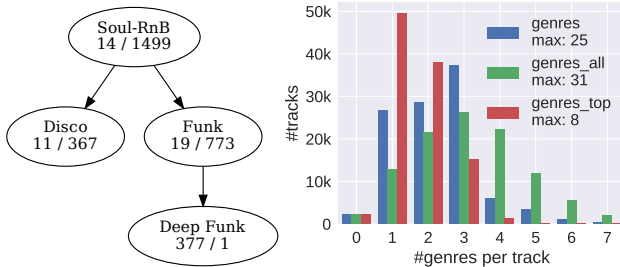 Soul-RnB
14 / 1499
Disco
11 / 367
Funk
19 / 773
Deep Funk
377 / 1
#tracks
50k
40k
30k
20k
10k
0
genres
max: 25
genres_all
max: 31
genres_top
max: 8
0 1 2 3 4 5 6 7
#genres per track